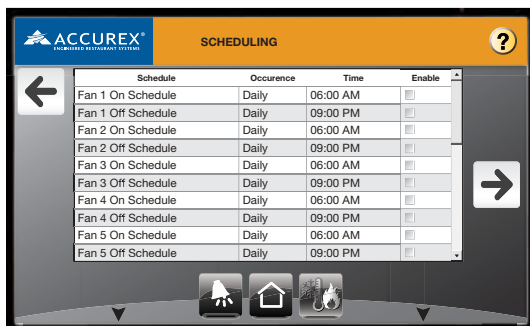 ACCUREX®
ENGINEERED RESTAURANT SYSTEMS
SCHEDULING
?
Schedule Occurence Time Enable
Fan 1 On Schedule Daily 06:00 AM
Fan 1 Off Schedule Daily 09:00 PM
Fan 2 On Schedule Daily 06:00 AM
Fan 2 Off Schedule Daily 09:00 PM
Fan 3 On Schedule Daily 06:00 AM
Fan 3 Off Schedule Daily 09:00 PM
Fan 4 On Schedule Daily 06:00 AM
Fan 4 Off Schedule Daily 09:00 PM
Fan 5 On Schedule Daily 06:00 AM
Fan 5 Off Schedule Daily 09:00 PM